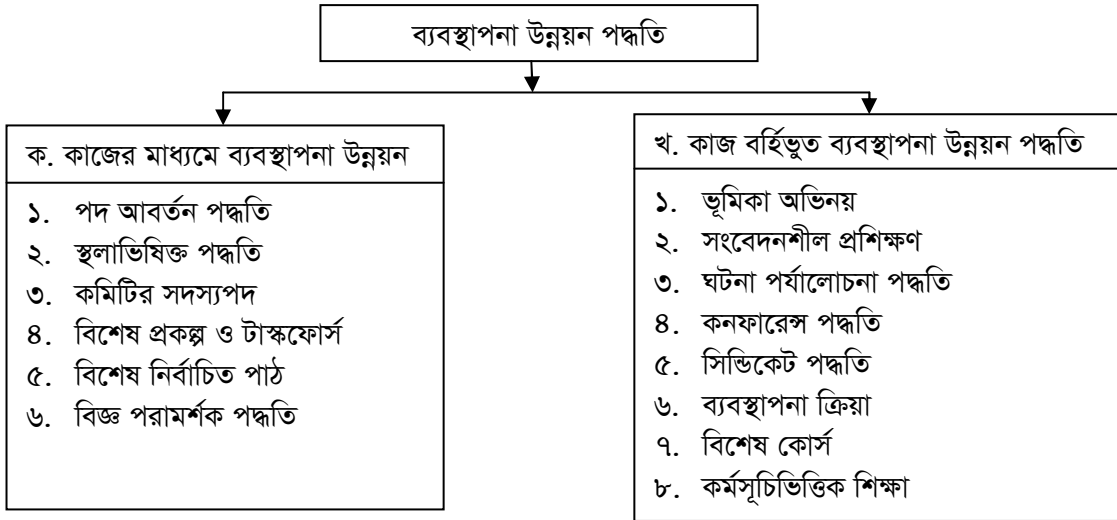 ব্যবস্থাপনা উন্নয়ন পদ্ধতি
ক. কাজের মাধ্যমে ব্যবস্থাপনা উন্নয়ন
১. পদ আবর্তন পদ্ধতি
২. স্থলাভিষিক্ত পদ্ধতি
৩. কমিটির সদস্যপদ
৪. বিশেষ প্রকল্প ও টাস্কফোর্স
৫. বিশেষ নির্বাচিত পাঠ
৬. বিজ্ঞ পরামর্শক পদ্ধতি
খ. কাজ বর্হিভুত ব্যবস্থাপনা উন্নয়ন পদ্ধতি
১. ভূমিকা অভিনয়
২. সংবেদনশীল প্রশিক্ষণ
৩. ঘটনা পর্যালোচনা পদ্ধতি
৪. কনফারেন্স পদ্ধতি
৫. সিন্ডিকেট পদ্ধতি
৬. ব্যবস্থাপনা ক্রিয়া
৭. বিশেষ কোর্স
৮. কর্মসূচিভিত্তিক শিক্ষা